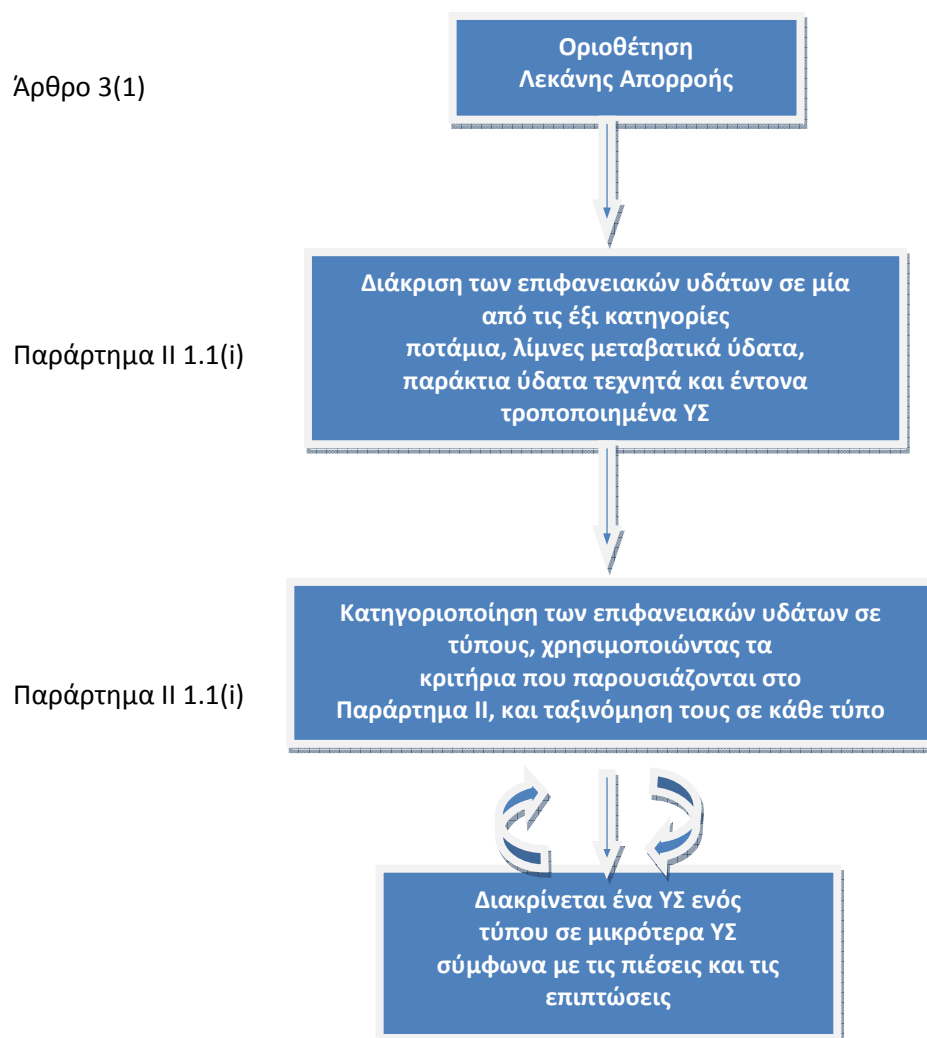 Άρθρο 3(1)
Οριοθέτηση
Λεκάνης Απορροής
Παράρτημα ΙΙ 1.1(i)
Διάκριση των επιφανειακών υδάτων σε μία
από τις έξι κατηγορίες
ποτάμια, λίμνες μεταβατικά ύδατα,
παράκτια ύδατα τεχνητά και έντονα
τροποποιημένα ΥΣ
Παράρτημα ΙΙ 1.1(i)
Κατηγοριοποίηση των επιφανειακών υδάτων σε
τύπους, χρησιμοποιώντας τα
κριτήρια που παρουσιάζονται στο
Παράρτημα ΙΙ, και ταξινόμηση τους σε κάθε τύπο
Διακρίνεται ένα ΥΣ ενός
τύπου σε μικρότερα ΥΣ
σύμφωνα με τις πιέσεις και τις
επιπτώσεις